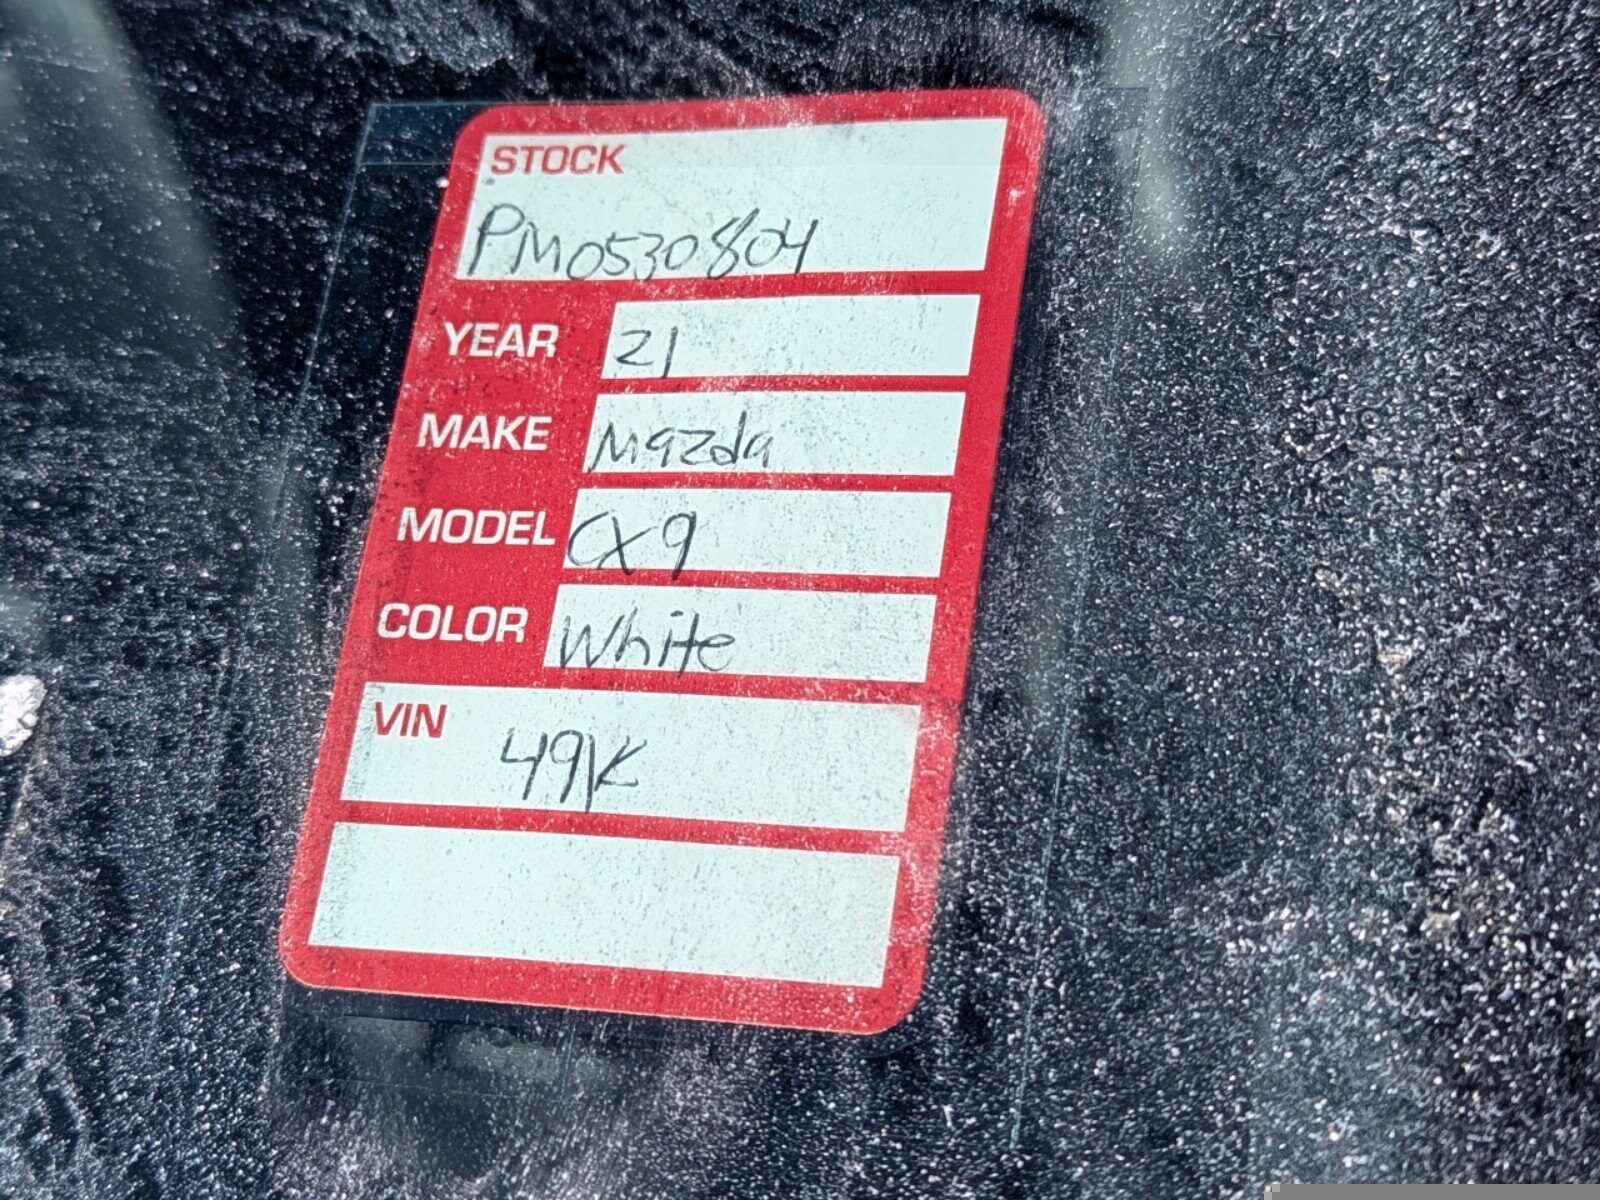 STOCK
PM0530804
YEAR 21
MAKE Mazda
MODEL CX9
COLOR White
VIN 49K